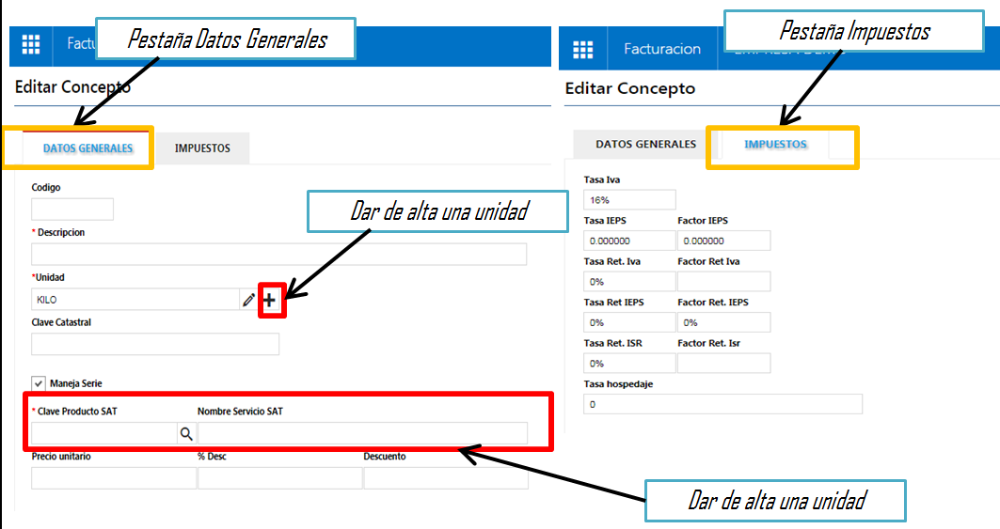 Pestaña Datos Generales
Editar Concepto
DATOS GENERALES IMPUESTOS
Codigo
* Descripcion
Dar de alta una unidad
*Unidad
KILO
Clave Catastral
Maneja Serie
* Clave Producto SAT Nombre Servicio SAT
Precio unitario % Desc Descuento
Pestaña Impuestos
Facturacion
Editar Concepto
DATOS GENERALES IMPUESTOS
Tasa Iva
16%
Tasa IEPS Factor IEPS
0.000000 0.000000
Tasa Ret. Iva Factor Ret Iva
0%
Tasa Ret IEPS Factor Ret. IEPS
0% 0%
Tasa Ret. ISR Factor Ret. Isr
0%
Tasa hospedaje
0
Dar de alta una unidad